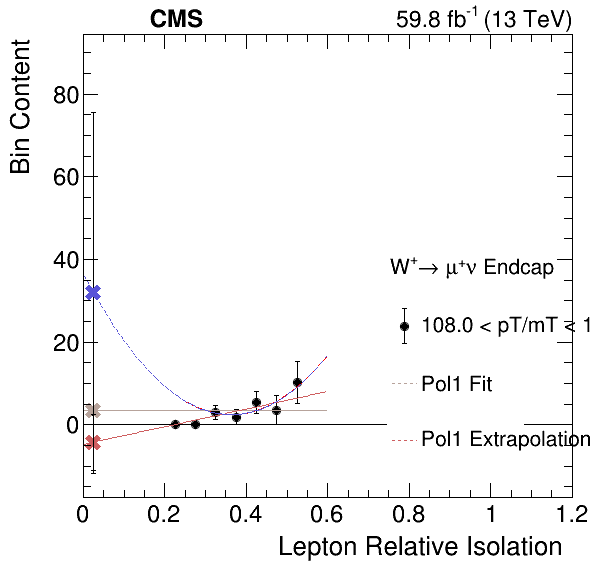 CMS
59.8 fb⁻¹ (13 TeV)
Bin Content
80
60
40
20
0
W⁺→ μ⁺ν Endcap
108.0 < pT/mT < 1
Pol1 Fit
Pol1 Extrapolation
0 0.2 0.4 0.6 0.8 1 1.2
Lepton Relative Isolation